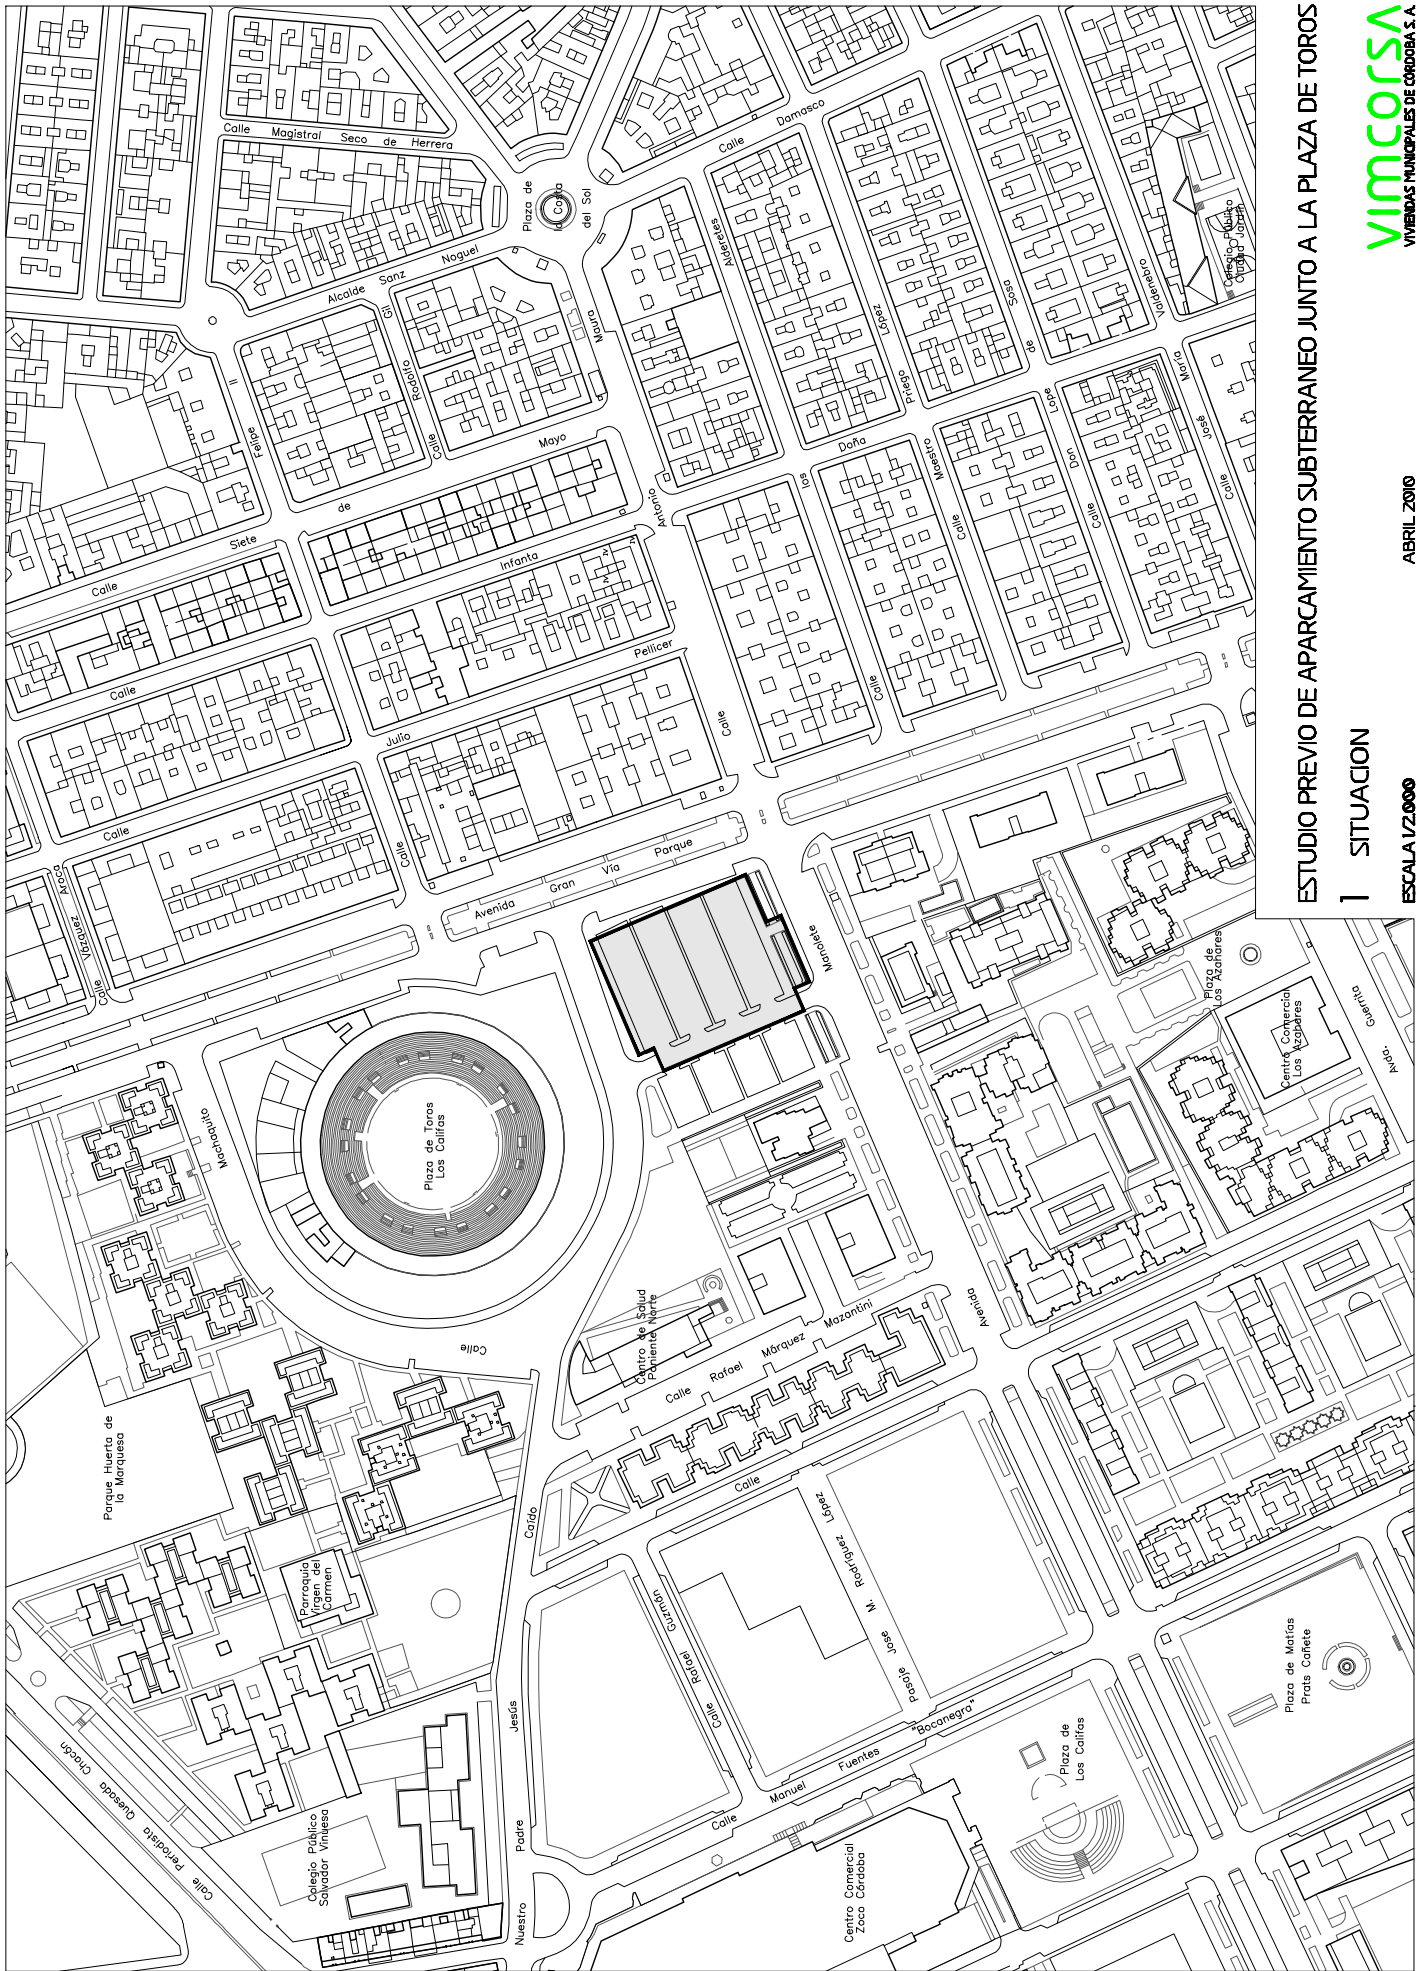 ESTUDIO PREVIO DE APARCAMIENTO SUBTERRANEO JUNTO A LA PLAZA DE TOROS
1 SITUACION
ESCALA 1/2.000
ABRIL 2010
vimcorsa
VIVIENDAS MUNICIPALES DE CORDOBA S.A.
Calle Magistral Seco de Herrera
Plaza de
la Costa
del Sol
Calle Damasco
Alcalde Sanz Noguel
Calle Rodolfo Gil
Felipe II
Maura
Antonio
Calle
Alderetes
los
Calle
Doña
Priego López
Maestro
Calle
Sosa
de
Lope
Don
Calle
Valdenebro
María
José
Calle
Colegio Público
Ciudad Jardín
Calle Siete de Mayo
Calle
Infanta
Calle Julio Pellicer
Calle
Calle Vázquez Aroca
Avenida Gran Vía Parque
Manolete
Avenida
Machaquito
Calle
Plaza de Toros
Los Califas
Plaza de
Los Azahares
Centro Comercial
Los Azahares
Avda. Guerrita
Centro de Salud
Poniente Norte
Calle Rafael Márquez Mazantini
Parque Huerta de
la Marquesa
Parroquia
Virgen del
Carmen
Calle
Pasaje José M. Rodríguez López
Calle Rafael Guzmán
Calle Manuel Fuentes "Bocanegra"
Nuestro Padre Jesús Caído
Calle Periodista Quesada Chacón
Colegio Público
Salvador Vinuesa
Centro Comercial
Zoco Córdoba
Plaza de
Los Califas
Plaza de Matías
Prats Cañete